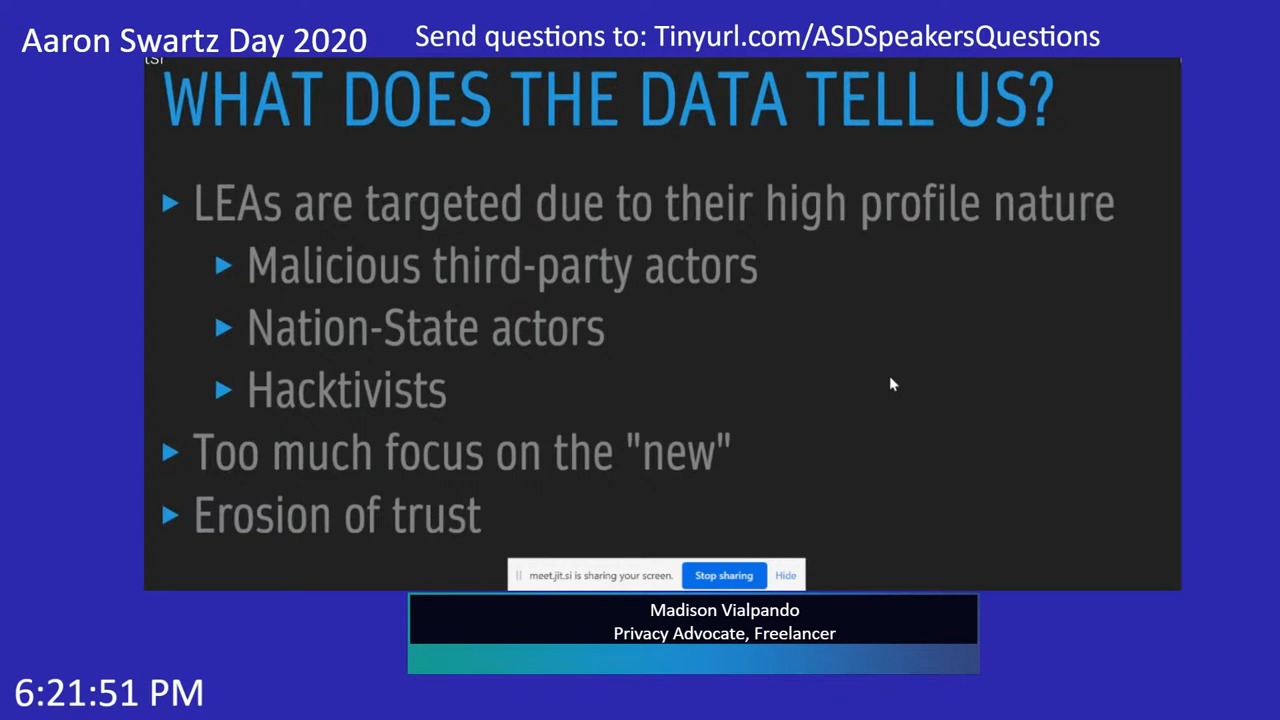 Aaron Swartz Day 2020
Send questions to: Tinyurl.com/ASDSpeakersQuestions
WHAT DOES THE DATA TELL US?
LEAs are targeted due to their high profile nature
Malicious third-party actors
Nation-State actors
Hacktivists
Too much focus on the "new"
Erosion of trust
meet.jit.si is sharing your screen. Stop sharing Hide
Madison Vialpando
Privacy Advocate, Freelancer
6:21:51 PM